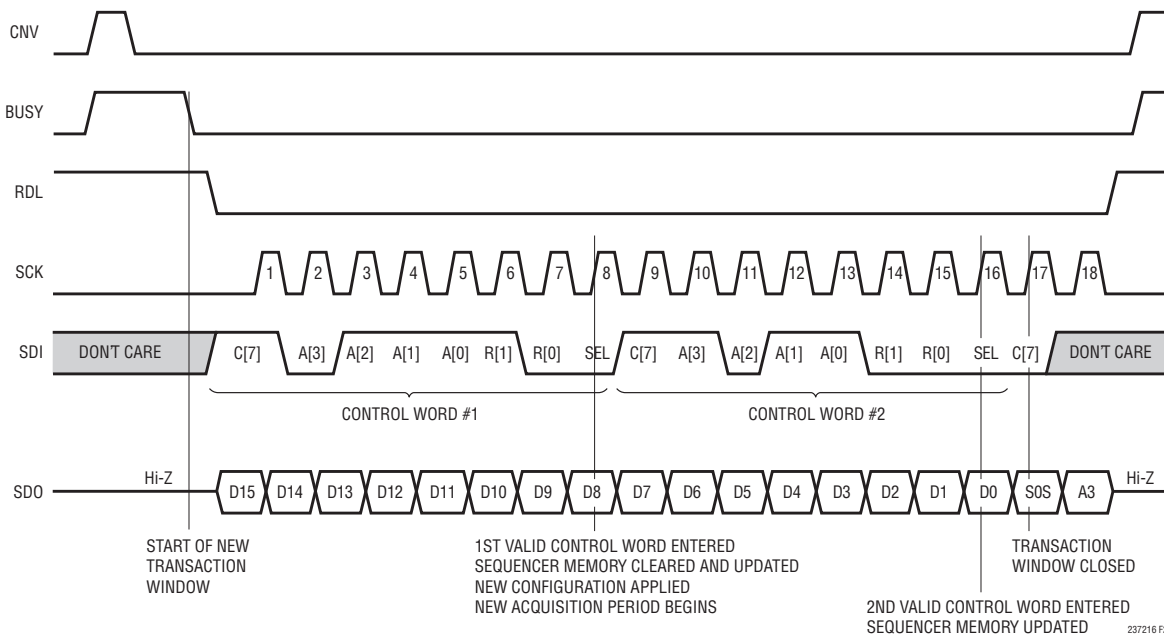 CNV
BUSY
RDL
SCK 1 2 3 4 5 6 7 8 9 10 11 12 13 14 15 16 17 18
SDI DON'T CARE C[7] A[3] A[2] A[1] A[0] R[1] R[0] SEL C[7] A[3] A[2] A[1] A[0] R[1] R[0] SEL C[7] DON'T CARE
CONTROL WORD #1 CONTROL WORD #2
SDO Hi-Z D15 D14 D13 D12 D11 D10 D9 D8 D7 D6 D5 D4 D3 D2 D1 D0 S0S A3 Hi-Z
START OF NEW
TRANSACTION
WINDOW
1ST VALID CONTROL WORD ENTERED
SEQUENCER MEMORY CLEARED AND UPDATED
NEW CONFIGURATION APPLIED
NEW ACQUISITION PERIOD BEGINS
TRANSACTION
WINDOW CLOSED
2ND VALID CONTROL WORD ENTERED
SEQUENCER MEMORY UPDATED
237216